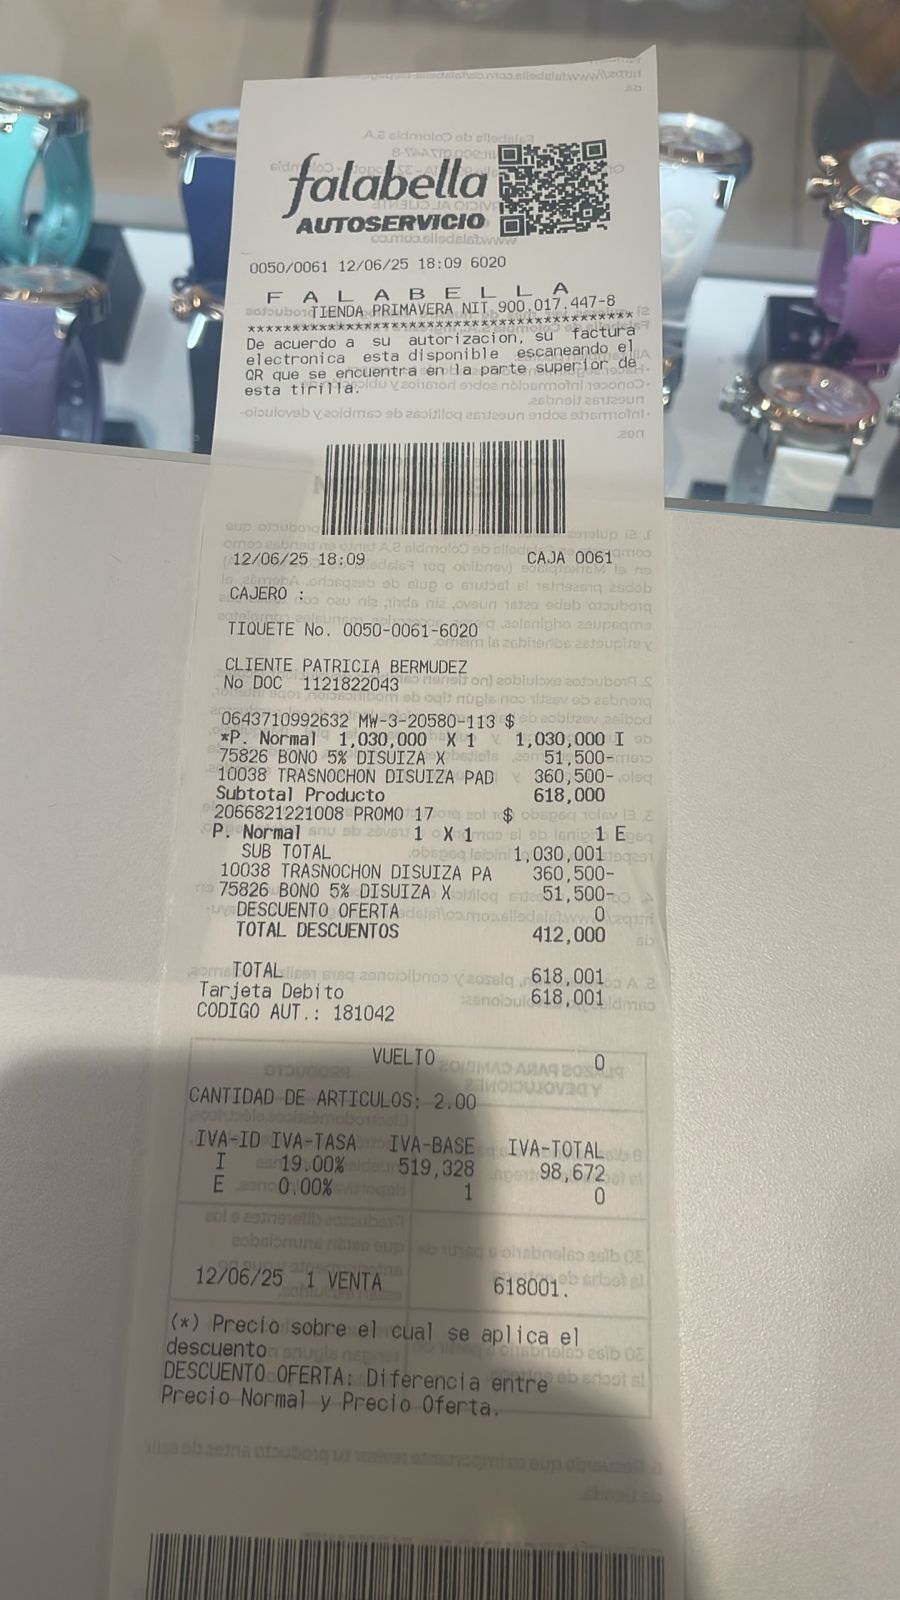 falabella
AUTOSERVICIO
0050/0061 12/06/25 18:09 6020
F A L A B E L L A
TIENDA PRIMAVERA NIT 900.017.447-8
******************************************
De acuerdo a su autorizacion, su factura
electronica esta disponible escaneando el
QR que se encuentra en la parte superior de
esta tirilla.
12/06/25 18:09 CAJA 0061
CAJERO :
TIQUETE No. 0050-0061-6020
CLIENTE PATRICIA BERMUDEZ
No DOC 1121822043
0643710992632 MW-3-20580-113 $
*P. Normal 1,030,000 X 1 1,030,000 I
75826 BONO 5% DISUIZA X 51,500-
10038 TRASNOCHON DISUIZA PAD 360,500-
Subtotal Producto 618,000
2066821221008 PROMO 17 $
P. Normal 1 X 1 1 E
SUB TOTAL 1,030,001
10038 TRASNOCHON DISUIZA PA 360,500-
75826 BONO 5% DISUIZA X 51,500-
DESCUENTO OFERTA 0
TOTAL DESCUENTOS 412,000
TOTAL 618,001
Tarjeta Debito 618,001
CODIGO AUT.: 181042
VUELTO 0
CANTIDAD DE ARTICULOS: 2.00
IVA-ID IVA-TASA IVA-BASE IVA-TOTAL
I 19.00% 519,328 98,672
E 0.00% 1 0
12/06/25 1 VENTA 618001.
(*) Precio sobre el cual se aplica el
descuento
DESCUENTO OFERTA: Diferencia entre
Precio Normal y Precio Oferta.